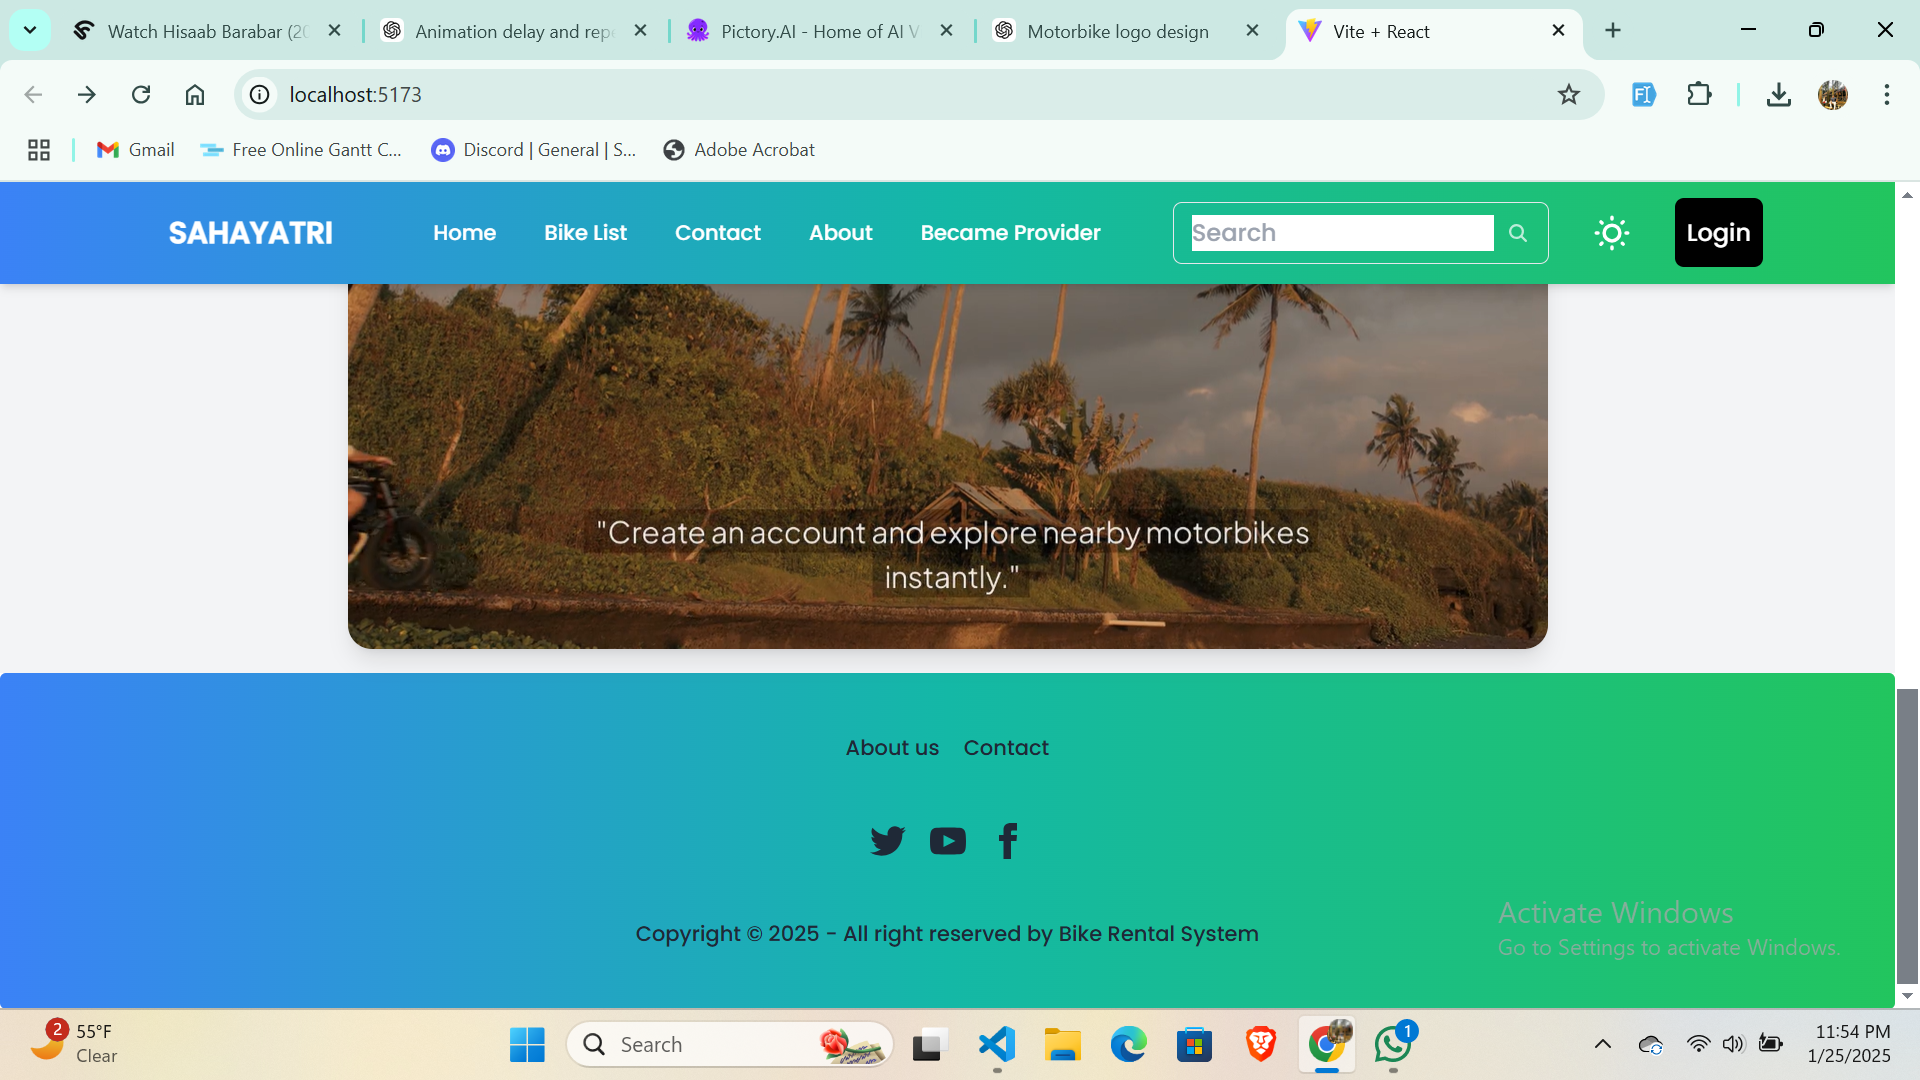 Watch Hisaab Barabar (20
Animation delay and rep
Pictory.AI - Home of AI V
Motorbike logo design
Vite + React
localhost:5173
Gmail
Free Online Gantt C...
Discord | General | S...
Adobe Acrobat
SAHAYATRI
Home
Bike List
Contact
About
Became Provider
Search
Login
"Create an account and explore nearby motorbikes
instantly."
About us
Contact
Copyright © 2025 - All right reserved by Bike Rental System
Activate Windows
Go to Settings to activate Windows.
2
55°F
Clear
Search
1
11:54 PM
1/25/2025